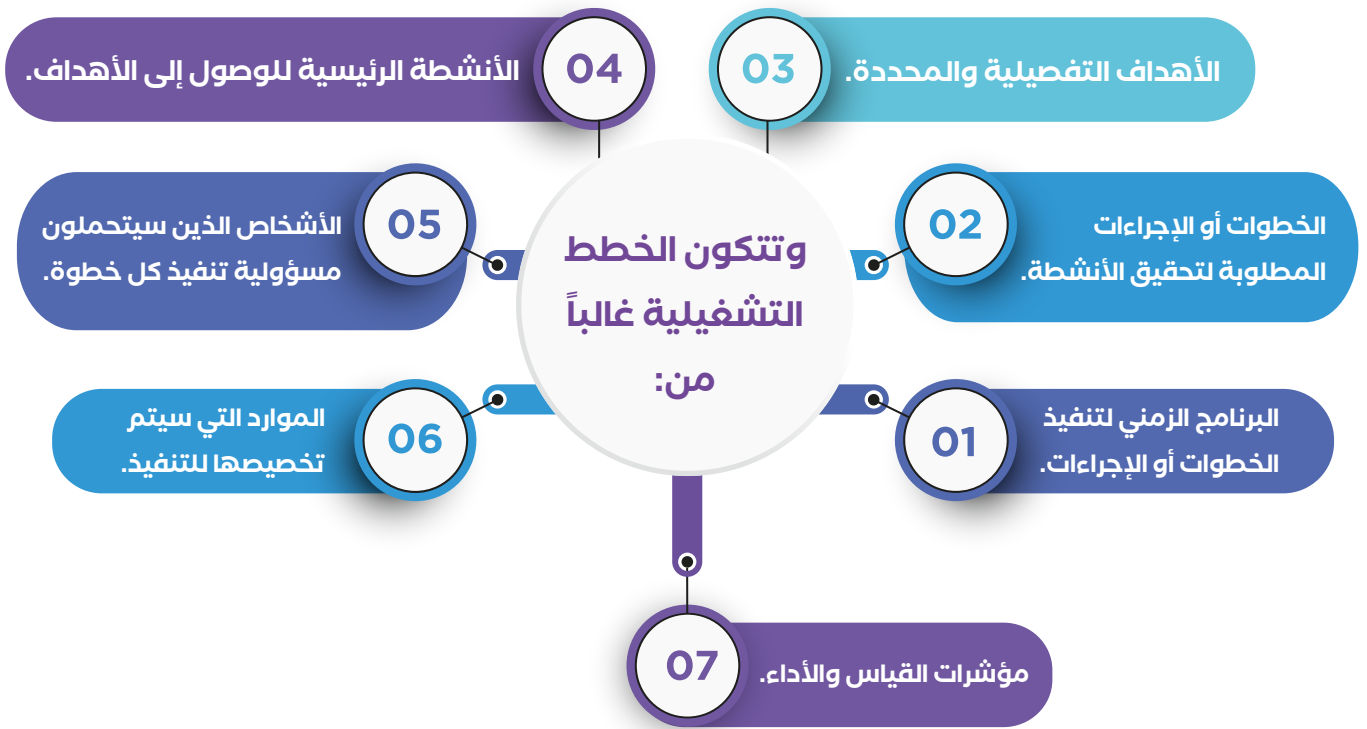 وتتكون الخطط
التشغيلية غالباً
من:
01
البرنامج الزمني لتنفيذ
الخطوات أو الإجراءات.
02
الخطوات أو الإجراءات
المطلوبة لتحقيق الأنشطة.
03
الأهداف التفصيلية والمحددة.
04
الأنشطة الرئيسية للوصول إلى الأهداف.
05
الأشخاص الذين سيتحملون
مسؤولية تنفيذ كل خطوة.
06
الموارد التي سيتم
تخصيصها للتنفيذ.
07
مؤشرات القياس والأداء.